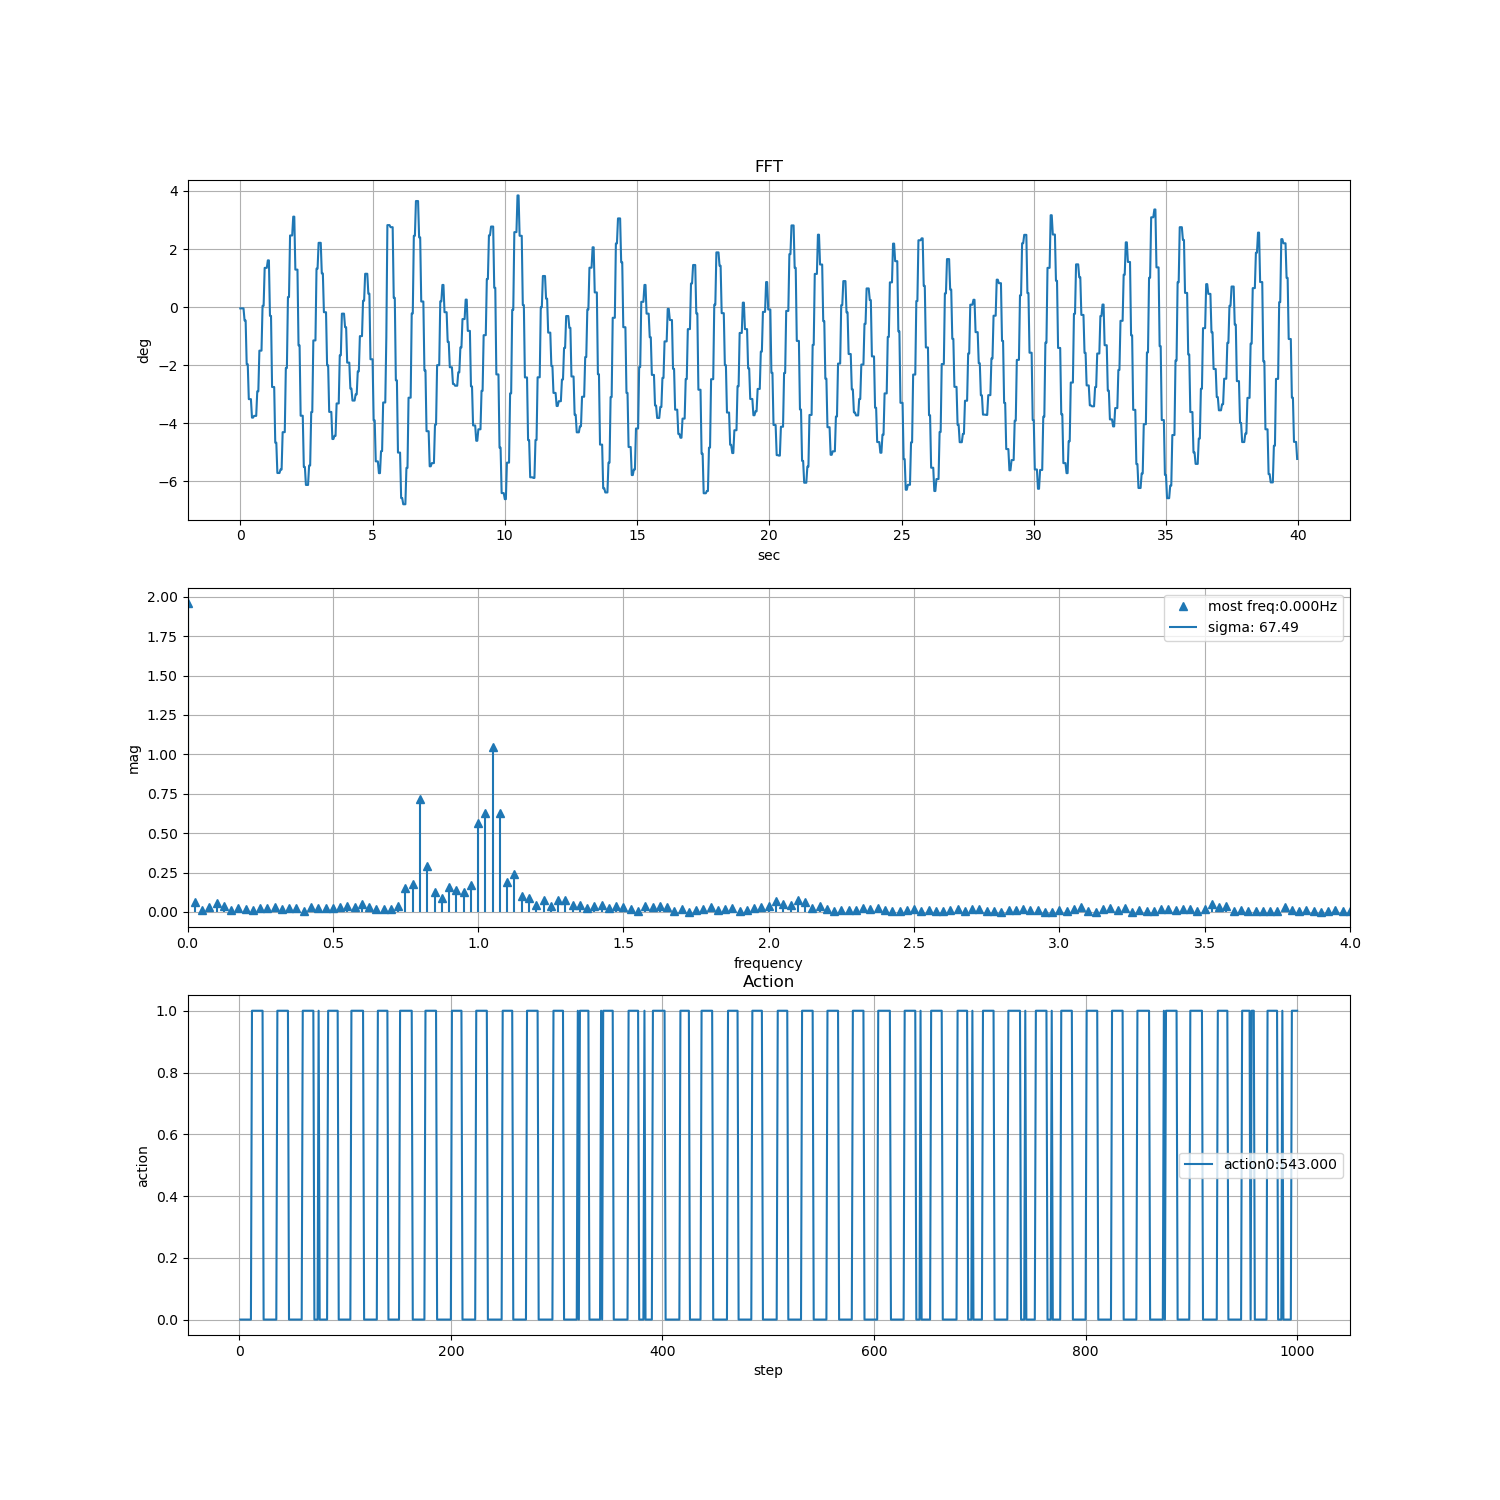 FFT
4
2
0
−2
−4
−6
deg
0 5 10 15 20 25 30 35 40
sec
2.00
1.75
1.50
1.25
1.00
0.75
0.50
0.25
0.00
mag
most freq:0.000Hz
sigma: 67.49
0.0 0.5 1.0 1.5 2.0 2.5 3.0 3.5 4.0
frequency
Action
1.0
0.8
0.6
0.4
0.2
0.0
action
action0:543.000
0 200 400 600 800 1000
step